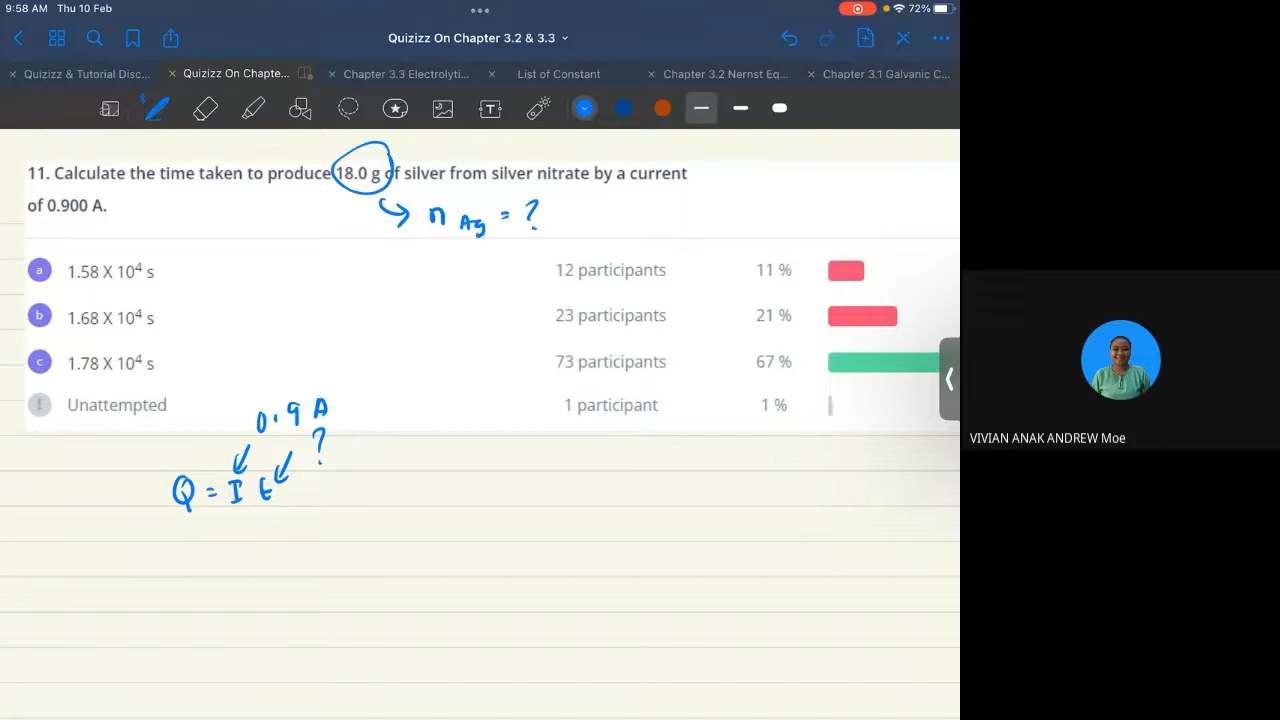 9:58 AM Thu 10 Feb
72%
Quizizz On Chapter 3.2 & 3.3
Quizizz & Tutorial Disc...
Quizizz On Chapte...
Chapter 3.3 Electrolyti...
List of Constant
Chapter 3.2 Nernst Eq...
Chapter 3.1 Galvanic C...
11. Calculate the time taken to produce 18.0 g of silver from silver nitrate by a current
of 0.900 A.
n Ag = ?
a 1.58 X 10⁴ s 12 participants 11 %
b 1.68 X 10⁴ s 23 participants 21 %
c 1.78 X 10⁴ s 73 participants 67 %
! Unattempted 1 participant 1 %
0.9 A
?
Q = I t
VIVIAN ANAK ANDREW Moe